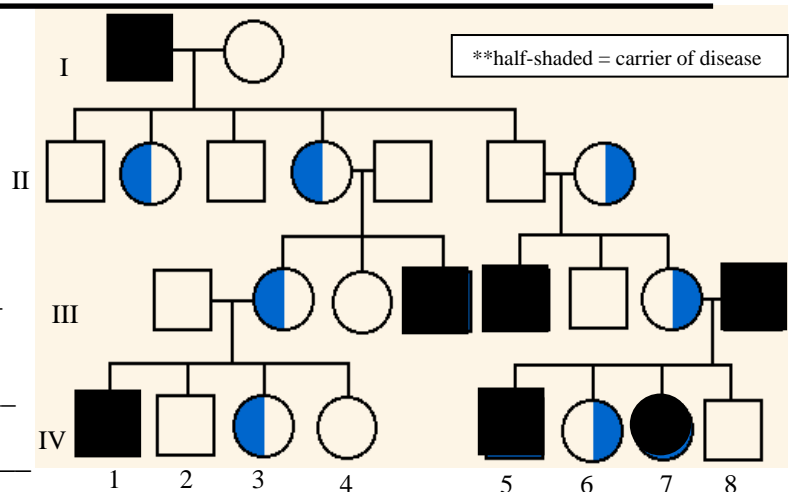 I
**half-shaded = carrier of disease
II
III
IV
1 2 3 4 5 6 7 8